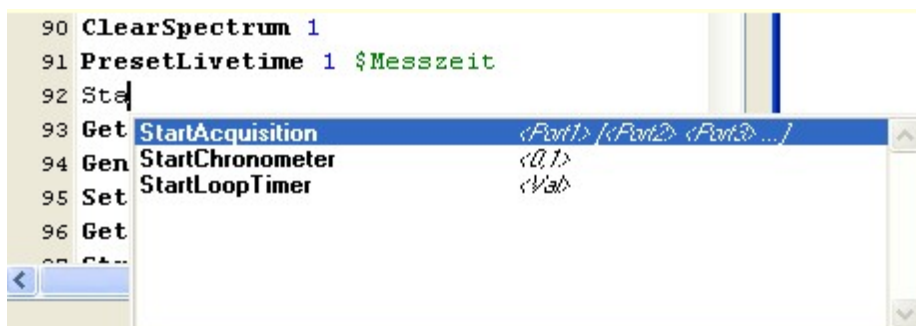 90 ClearSpectrum 1
91 PresetLivetime 1 $Messzeit
92 Sta
93 Get
StartAcquisition <Port1> [<Port2> <Port3> ...]
94 Gen
StartChronometer <0,1>
95 Set
StartLoopTimer <Val>
96 Get